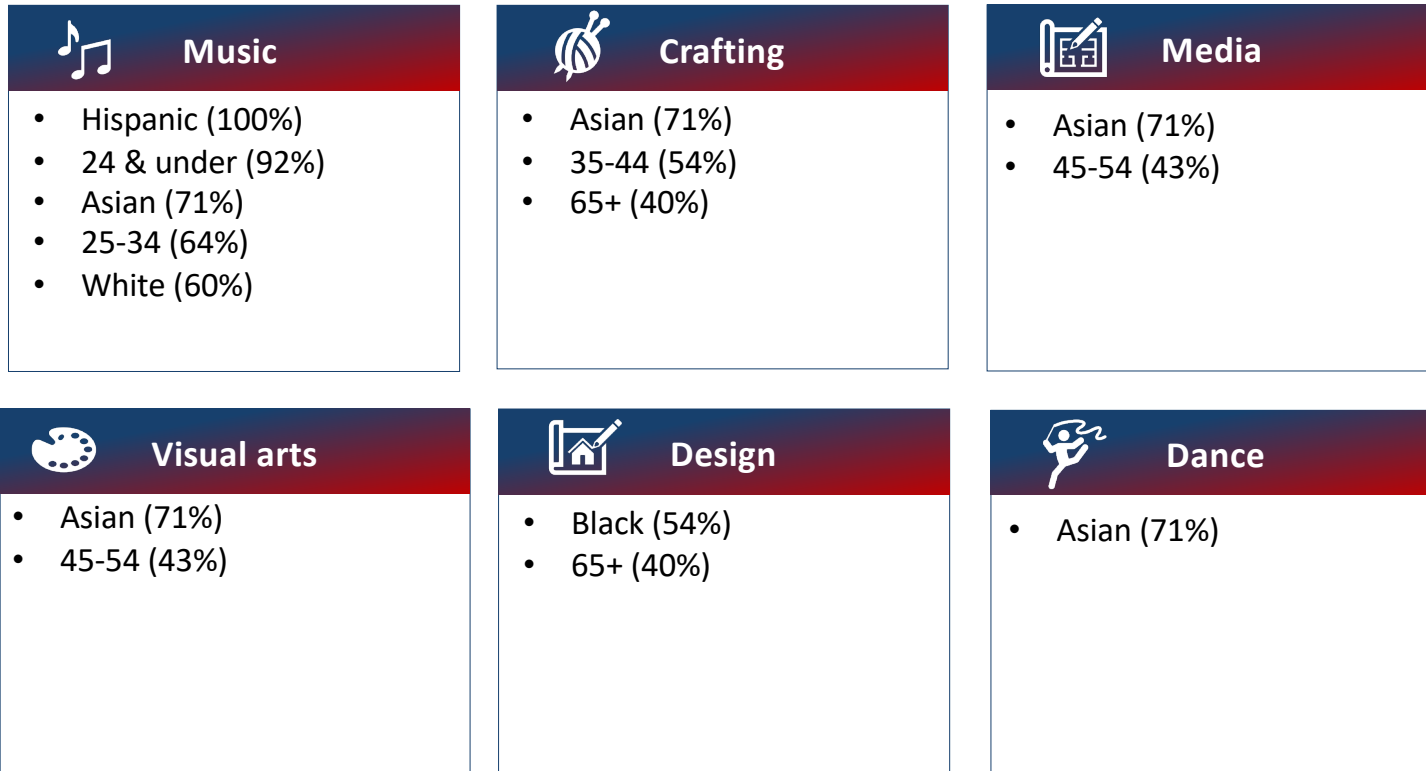 Music
• Hispanic (100%)
• 24 & under (92%)
• Asian (71%)
• 25-34 (64%)
• White (60%)
Crafting
• Asian (71%)
• 35-44 (54%)
• 65+ (40%)
Media
• Asian (71%)
• 45-54 (43%)
Visual arts
• Asian (71%)
• 45-54 (43%)
Design
• Black (54%)
• 65+ (40%)
Dance
• Asian (71%)